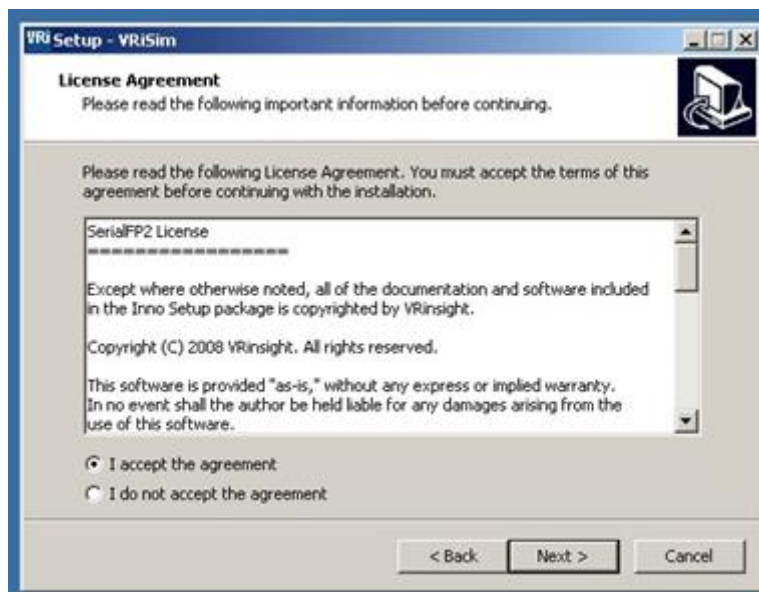 VRi Setup - VRiSim
License Agreement
Please read the following important information before continuing.
Please read the following License Agreement. You must accept the terms of this
agreement before continuing with the installation.
SerialFP2 License
==================
Except where otherwise noted, all of the documentation and software included
in the Inno Setup package is copyrighted by VRinsight.
Copyright (C) 2008 VRinsight. All rights reserved.
This software is provided "as-is," without any express or implied warranty.
In no event shall the author be held liable for any damages arising from the
use of this software.
I accept the agreement
I do not accept the agreement
< Back Next > Cancel